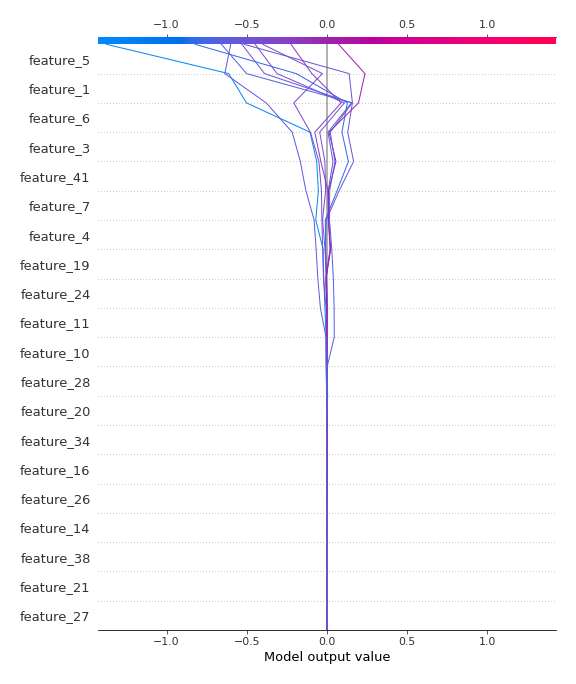 −1.0 −0.5 0.0 0.5 1.0
feature_5
feature_1
feature_6
feature_3
feature_41
feature_7
feature_4
feature_19
feature_24
feature_11
feature_10
feature_28
feature_20
feature_34
feature_16
feature_26
feature_14
feature_38
feature_21
feature_27
−1.0 −0.5 0.0 0.5 1.0
Model output value